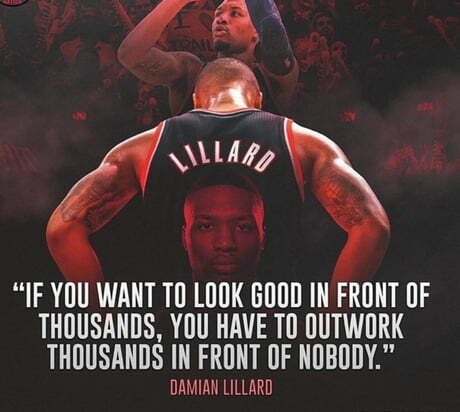 LILLARD
“IF YOU WANT TO LOOK GOOD IN FRONT OF
THOUSANDS, YOU HAVE TO OUTWORK
THOUSANDS IN FRONT OF NOBODY.”
DAMIAN LILLARD